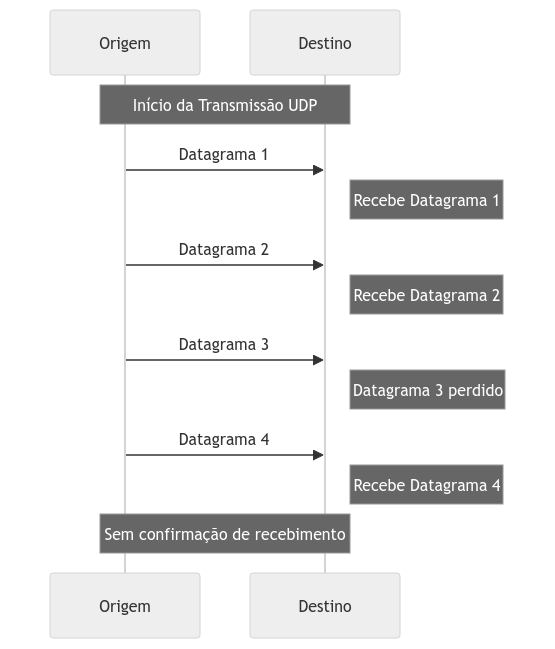 Origem
Destino
Início da Transmissão UDP
Datagrama 1
Recebe Datagrama 1
Datagrama 2
Recebe Datagrama 2
Datagrama 3
Datagrama 3 perdido
Datagrama 4
Recebe Datagrama 4
Sem confirmação de recebimento
Origem
Destino